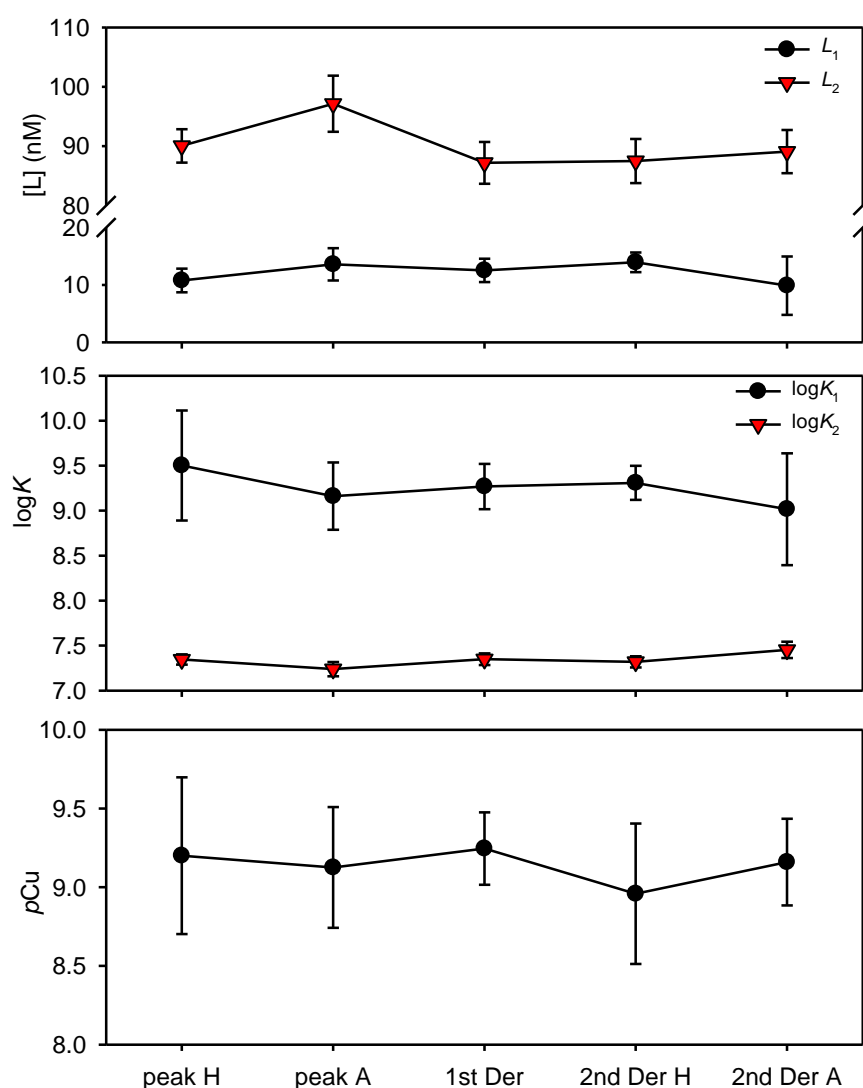 110
100
90
80
20
10
0
[L] (nM)
L₁
L₂
10.5
10.0
9.5
9.0
8.5
8.0
7.5
7.0
logK
logK₁
logK₂
10.0
9.5
9.0
8.5
8.0
pCu
peak H peak A 1st Der 2nd Der H 2nd Der A